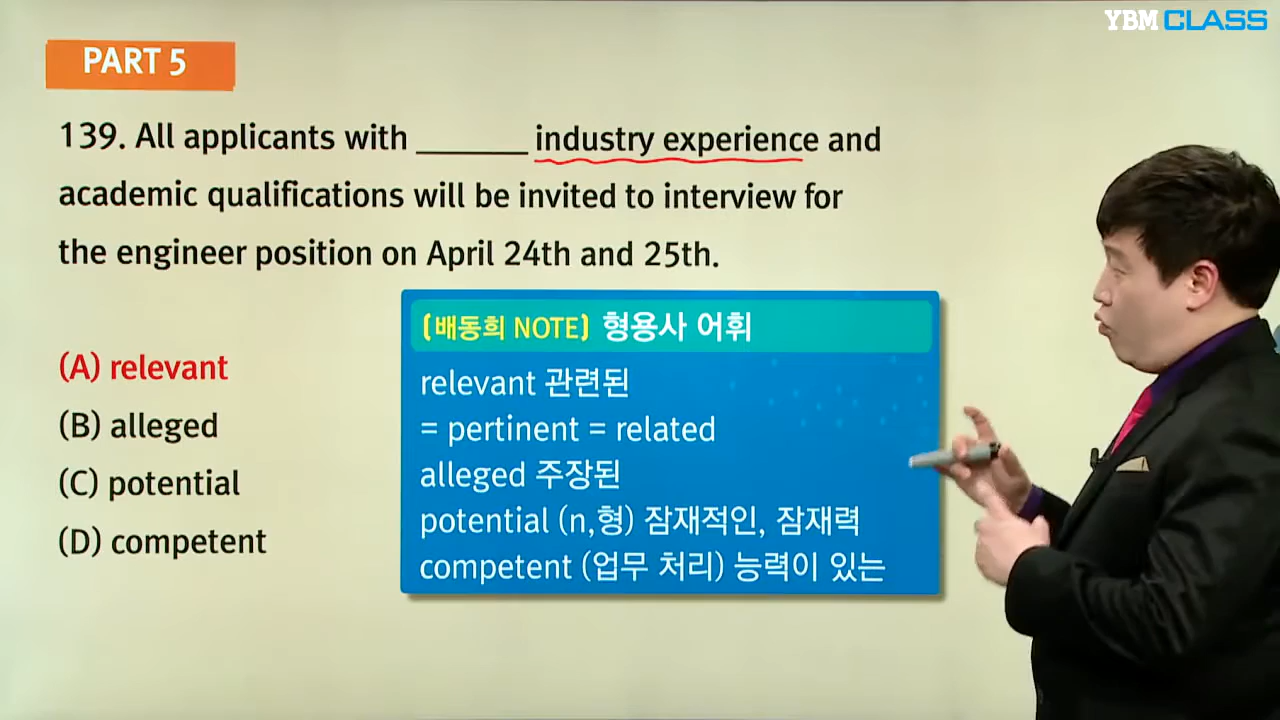 YBM CLASS
PART 5
139. All applicants with ______ industry experience and
academic qualifications will be invited to interview for
the engineer position on April 24th and 25th.
(A) relevant
(B) alleged
(C) potential
(D) competent
[배동희 NOTE] 형용사 어휘
relevant 관련된
= pertinent = related
alleged 주장된
potential (n,형) 잠재적인, 잠재력
competent (업무 처리) 능력이 있는